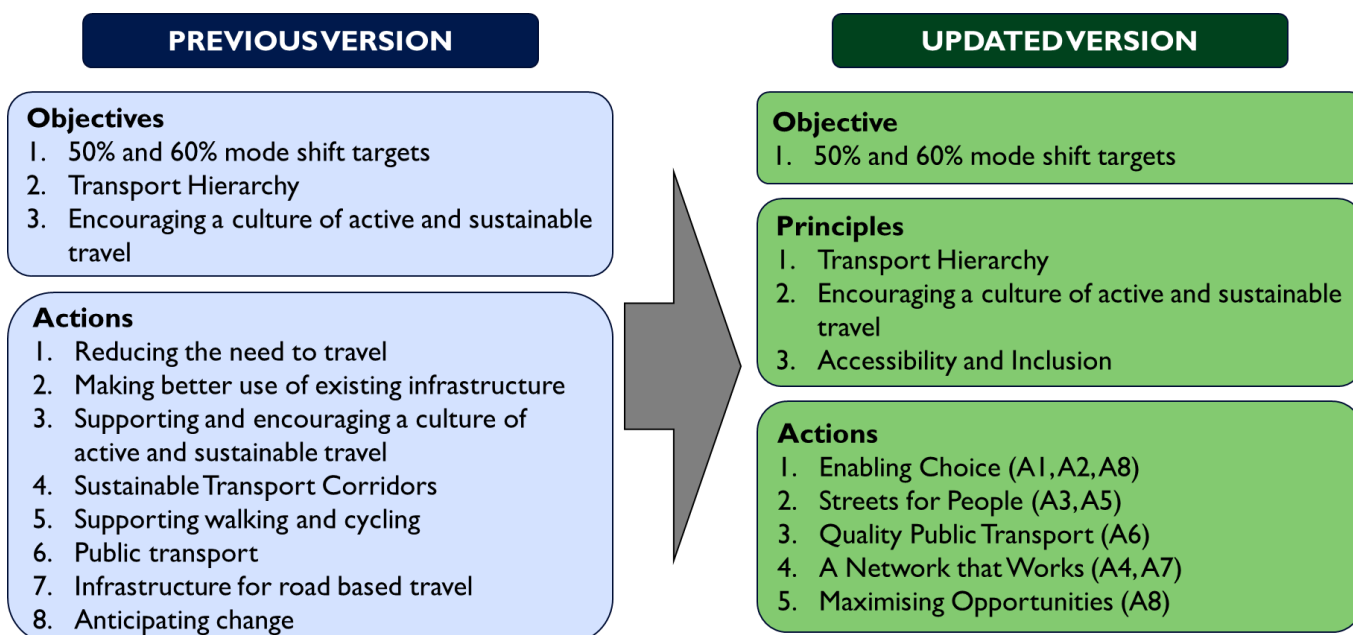 PREVIOUS VERSION
Objectives
1. 50% and 60% mode shift targets
2. Transport Hierarchy
3. Encouraging a culture of active and sustainable
travel
Actions
1. Reducing the need to travel
2. Making better use of existing infrastructure
3. Supporting and encouraging a culture of
active and sustainable travel
4. Sustainable Transport Corridors
5. Supporting walking and cycling
6. Public transport
7. Infrastructure for road based travel
8. Anticipating change
UPDATED VERSION
Objective
1. 50% and 60% mode shift targets
Principles
1. Transport Hierarchy
2. Encouraging a culture of active and sustainable
travel
3. Accessibility and Inclusion
Actions
1. Enabling Choice (A1, A2, A8)
2. Streets for People (A3, A5)
3. Quality Public Transport (A6)
4. A Network that Works (A4, A7)
5. Maximising Opportunities (A8)